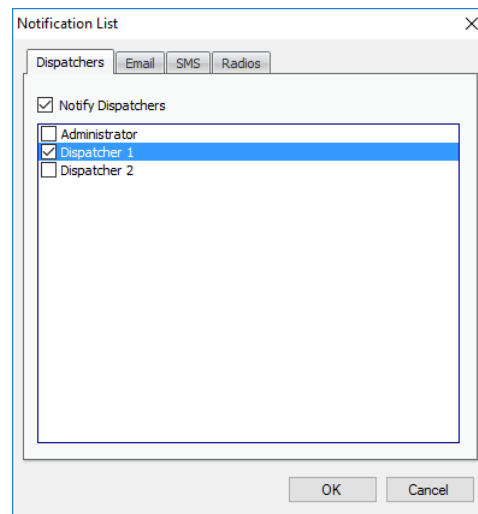 Notification List
Dispatchers Email SMS Radios
Notify Dispatchers
Administrator
Dispatcher 1
Dispatcher 2
OK Cancel